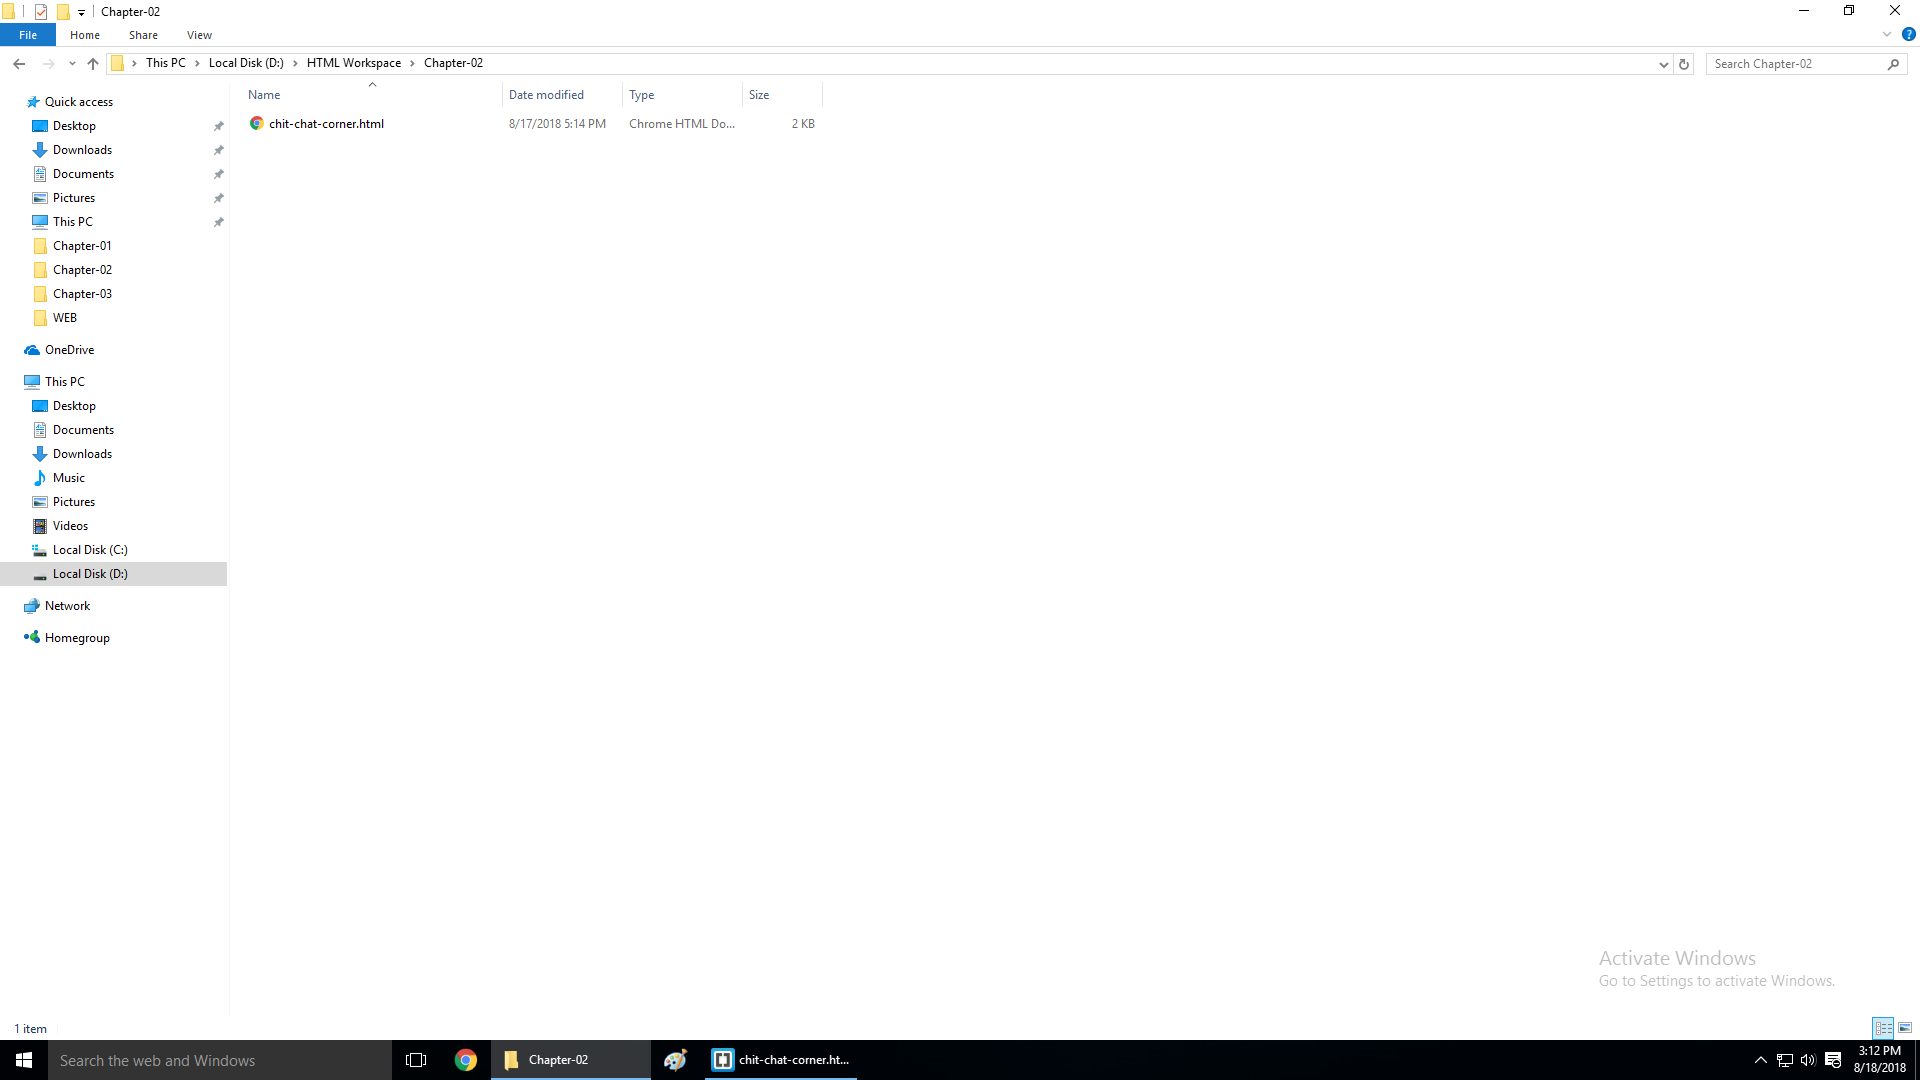 Chapter-02
File Home Share View
This PC Local Disk (D:) HTML Workspace Chapter-02
Search Chapter-02
Name Date modified Type Size
chit-chat-corner.html 8/17/2018 5:14 PM Chrome HTML Do... 2 KB
Quick access
Desktop
Downloads
Documents
Pictures
This PC
Chapter-01
Chapter-02
Chapter-03
WEB
OneDrive
This PC
Desktop
Documents
Downloads
Music
Pictures
Videos
Local Disk (C:)
Local Disk (D:)
Network
Homegroup
Activate Windows
Go to Settings to activate Windows.
1 item
Search the web and Windows
Chapter-02
chit-chat-corner.ht...
3:12 PM
8/18/2018